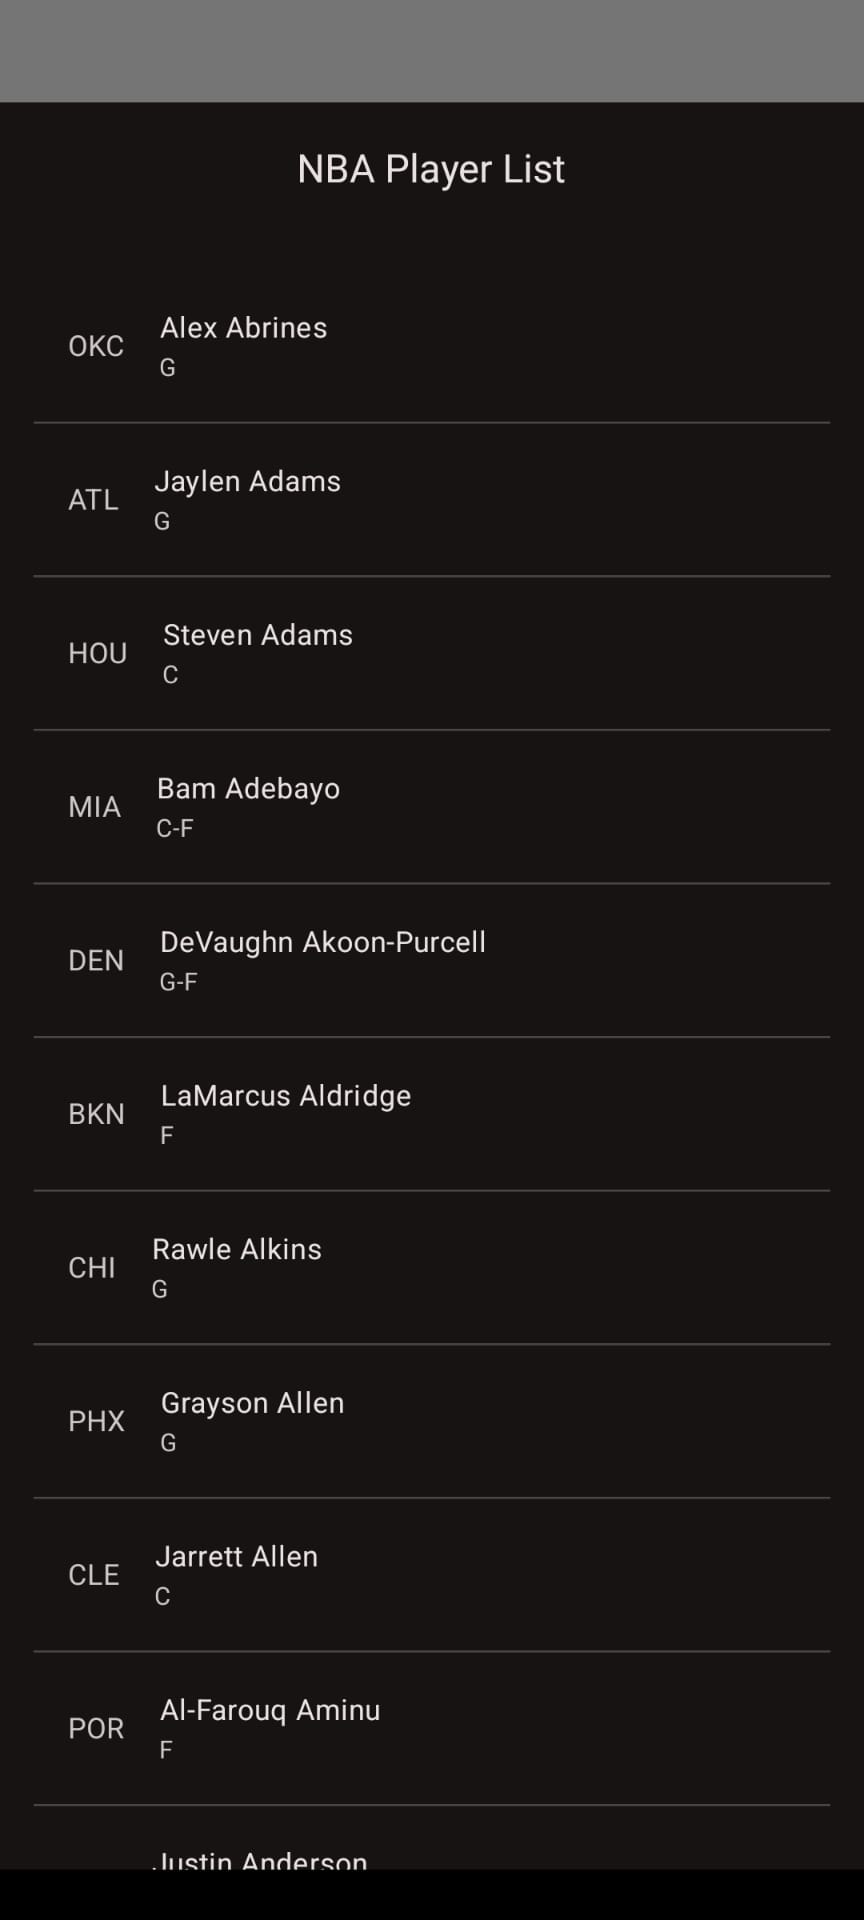 NBA Player List
OKC
Alex Abrines
G
ATL
Jaylen Adams
G
HOU
Steven Adams
C
MIA
Bam Adebayo
C-F
DEN
DeVaughn Akoon-Purcell
G-F
BKN
LaMarcus Aldridge
F
CHI
Rawle Alkins
G
PHX
Grayson Allen
G
CLE
Jarrett Allen
C
POR
Al-Farouq Aminu
F
Justin Anderson